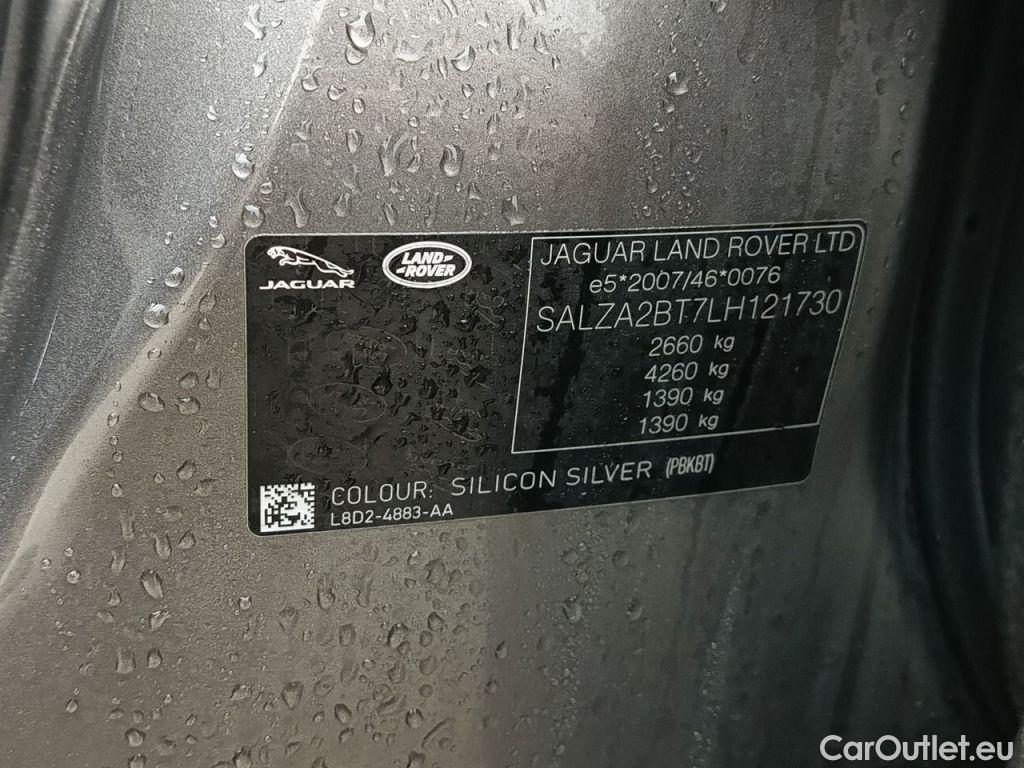 JAGUAR
LAND-
-ROVER
JAGUAR LAND ROVER LTD
e5*2007/46*0076
SALZA2BT7LH121730
2660 kg
4260 kg
1390 kg
1390 kg
COLOUR: SILICON SILVER (PBKBT)
L8D2-4883-AA
CarOutlet.eu